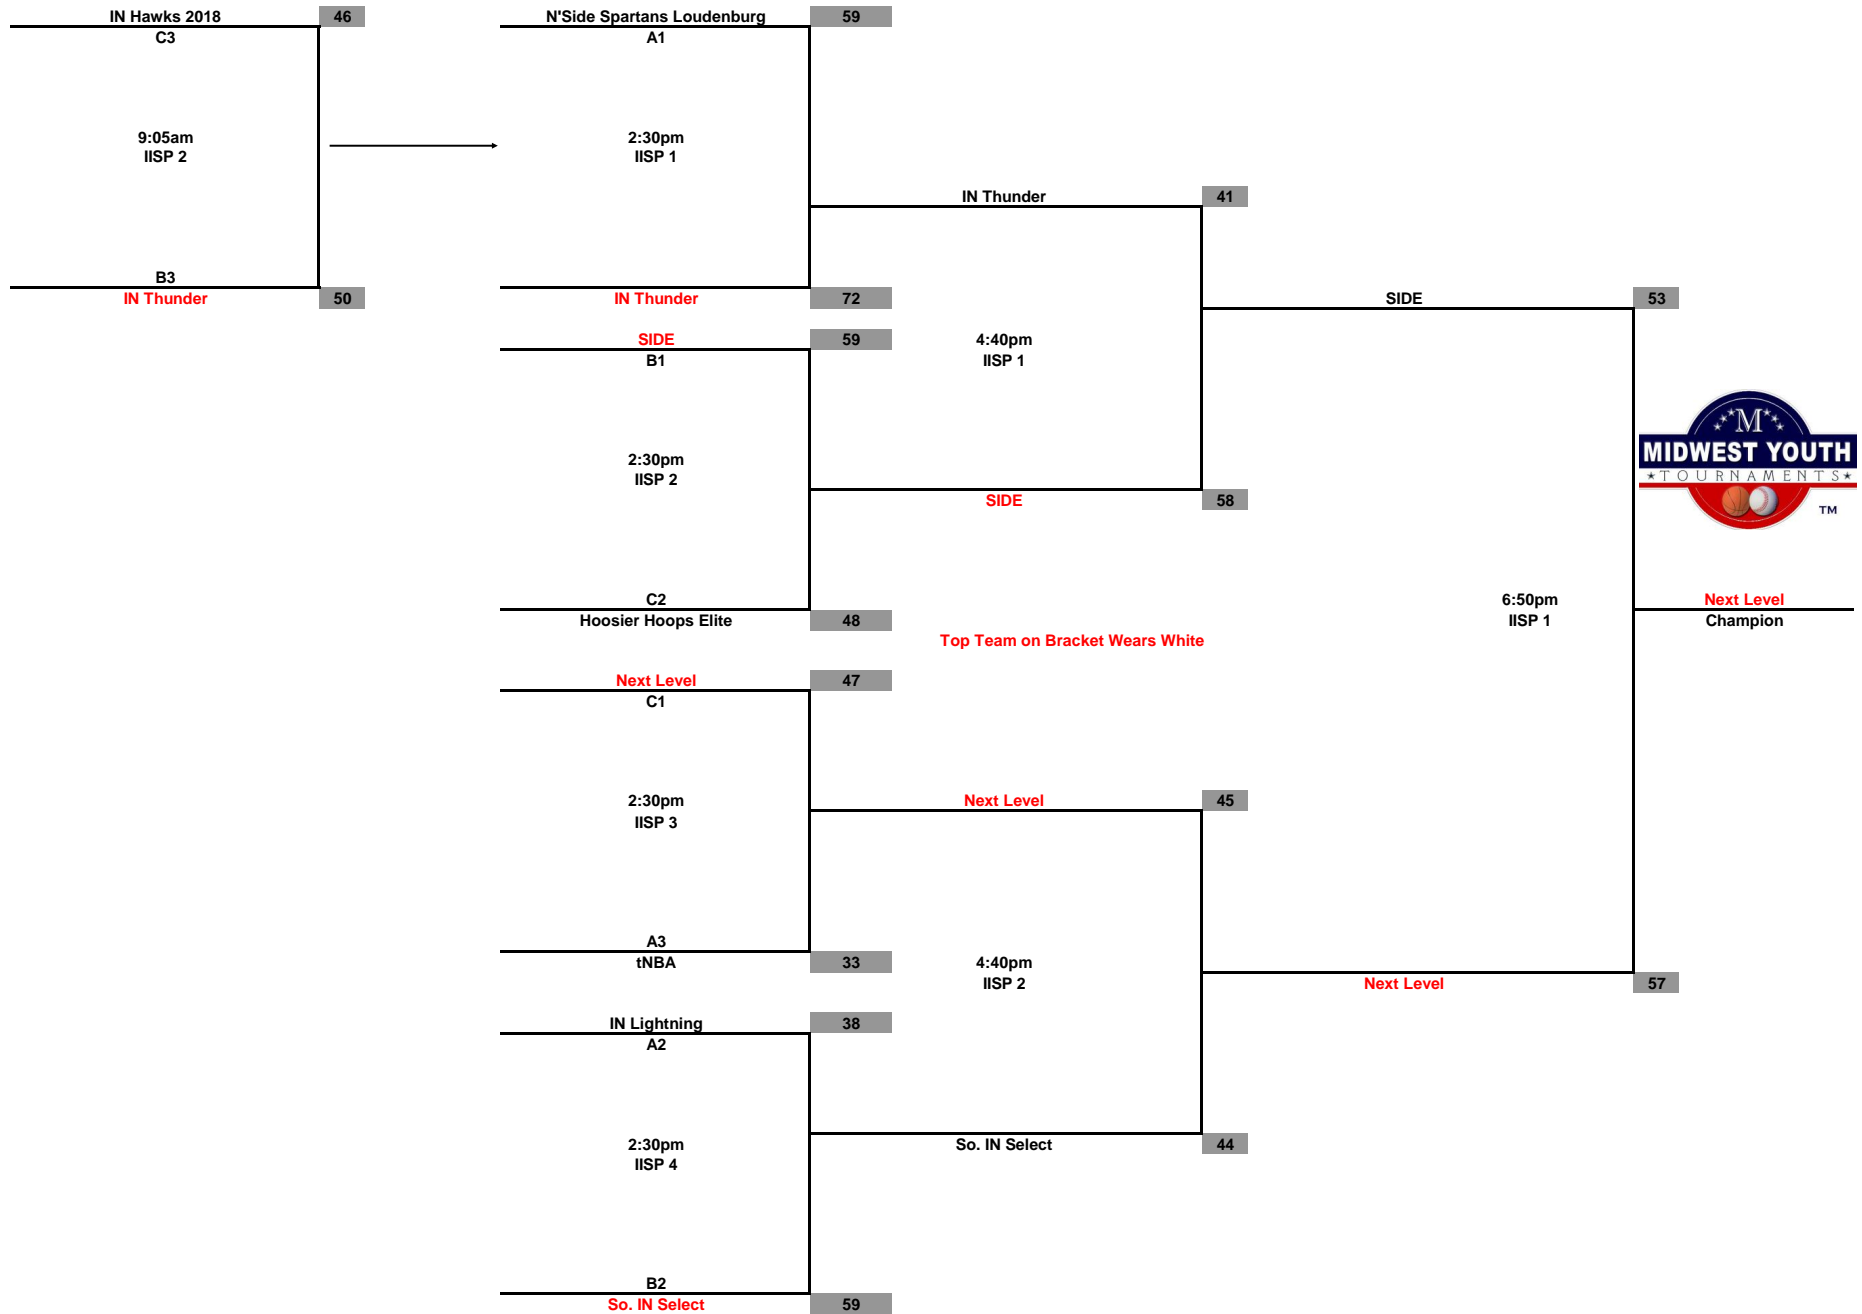 IN Hawks 2018 46
C3
9:05am
IISP 2
B3
IN Thunder 50
N'Side Spartans Loudenburg 59
A1
2:30pm
IISP 1
IN Thunder 72
SIDE 59
B1
2:30pm
IISP 2
C2
Hoosier Hoops Elite 48
Next Level 47
C1
2:30pm
IISP 3
A3
tNBA 33
IN Lightning 38
A2
2:30pm
IISP 4
B2
So. IN Select 59
IN Thunder 41
4:40pm
IISP 1
SIDE 58
Top Team on Bracket Wears White
Next Level 45
4:40pm
IISP 2
So. IN Select 44
SIDE 53
6:50pm
IISP 1
Next Level 57
M
MIDWEST YOUTH
TOURNAMENTS
TM
Next Level
Champion